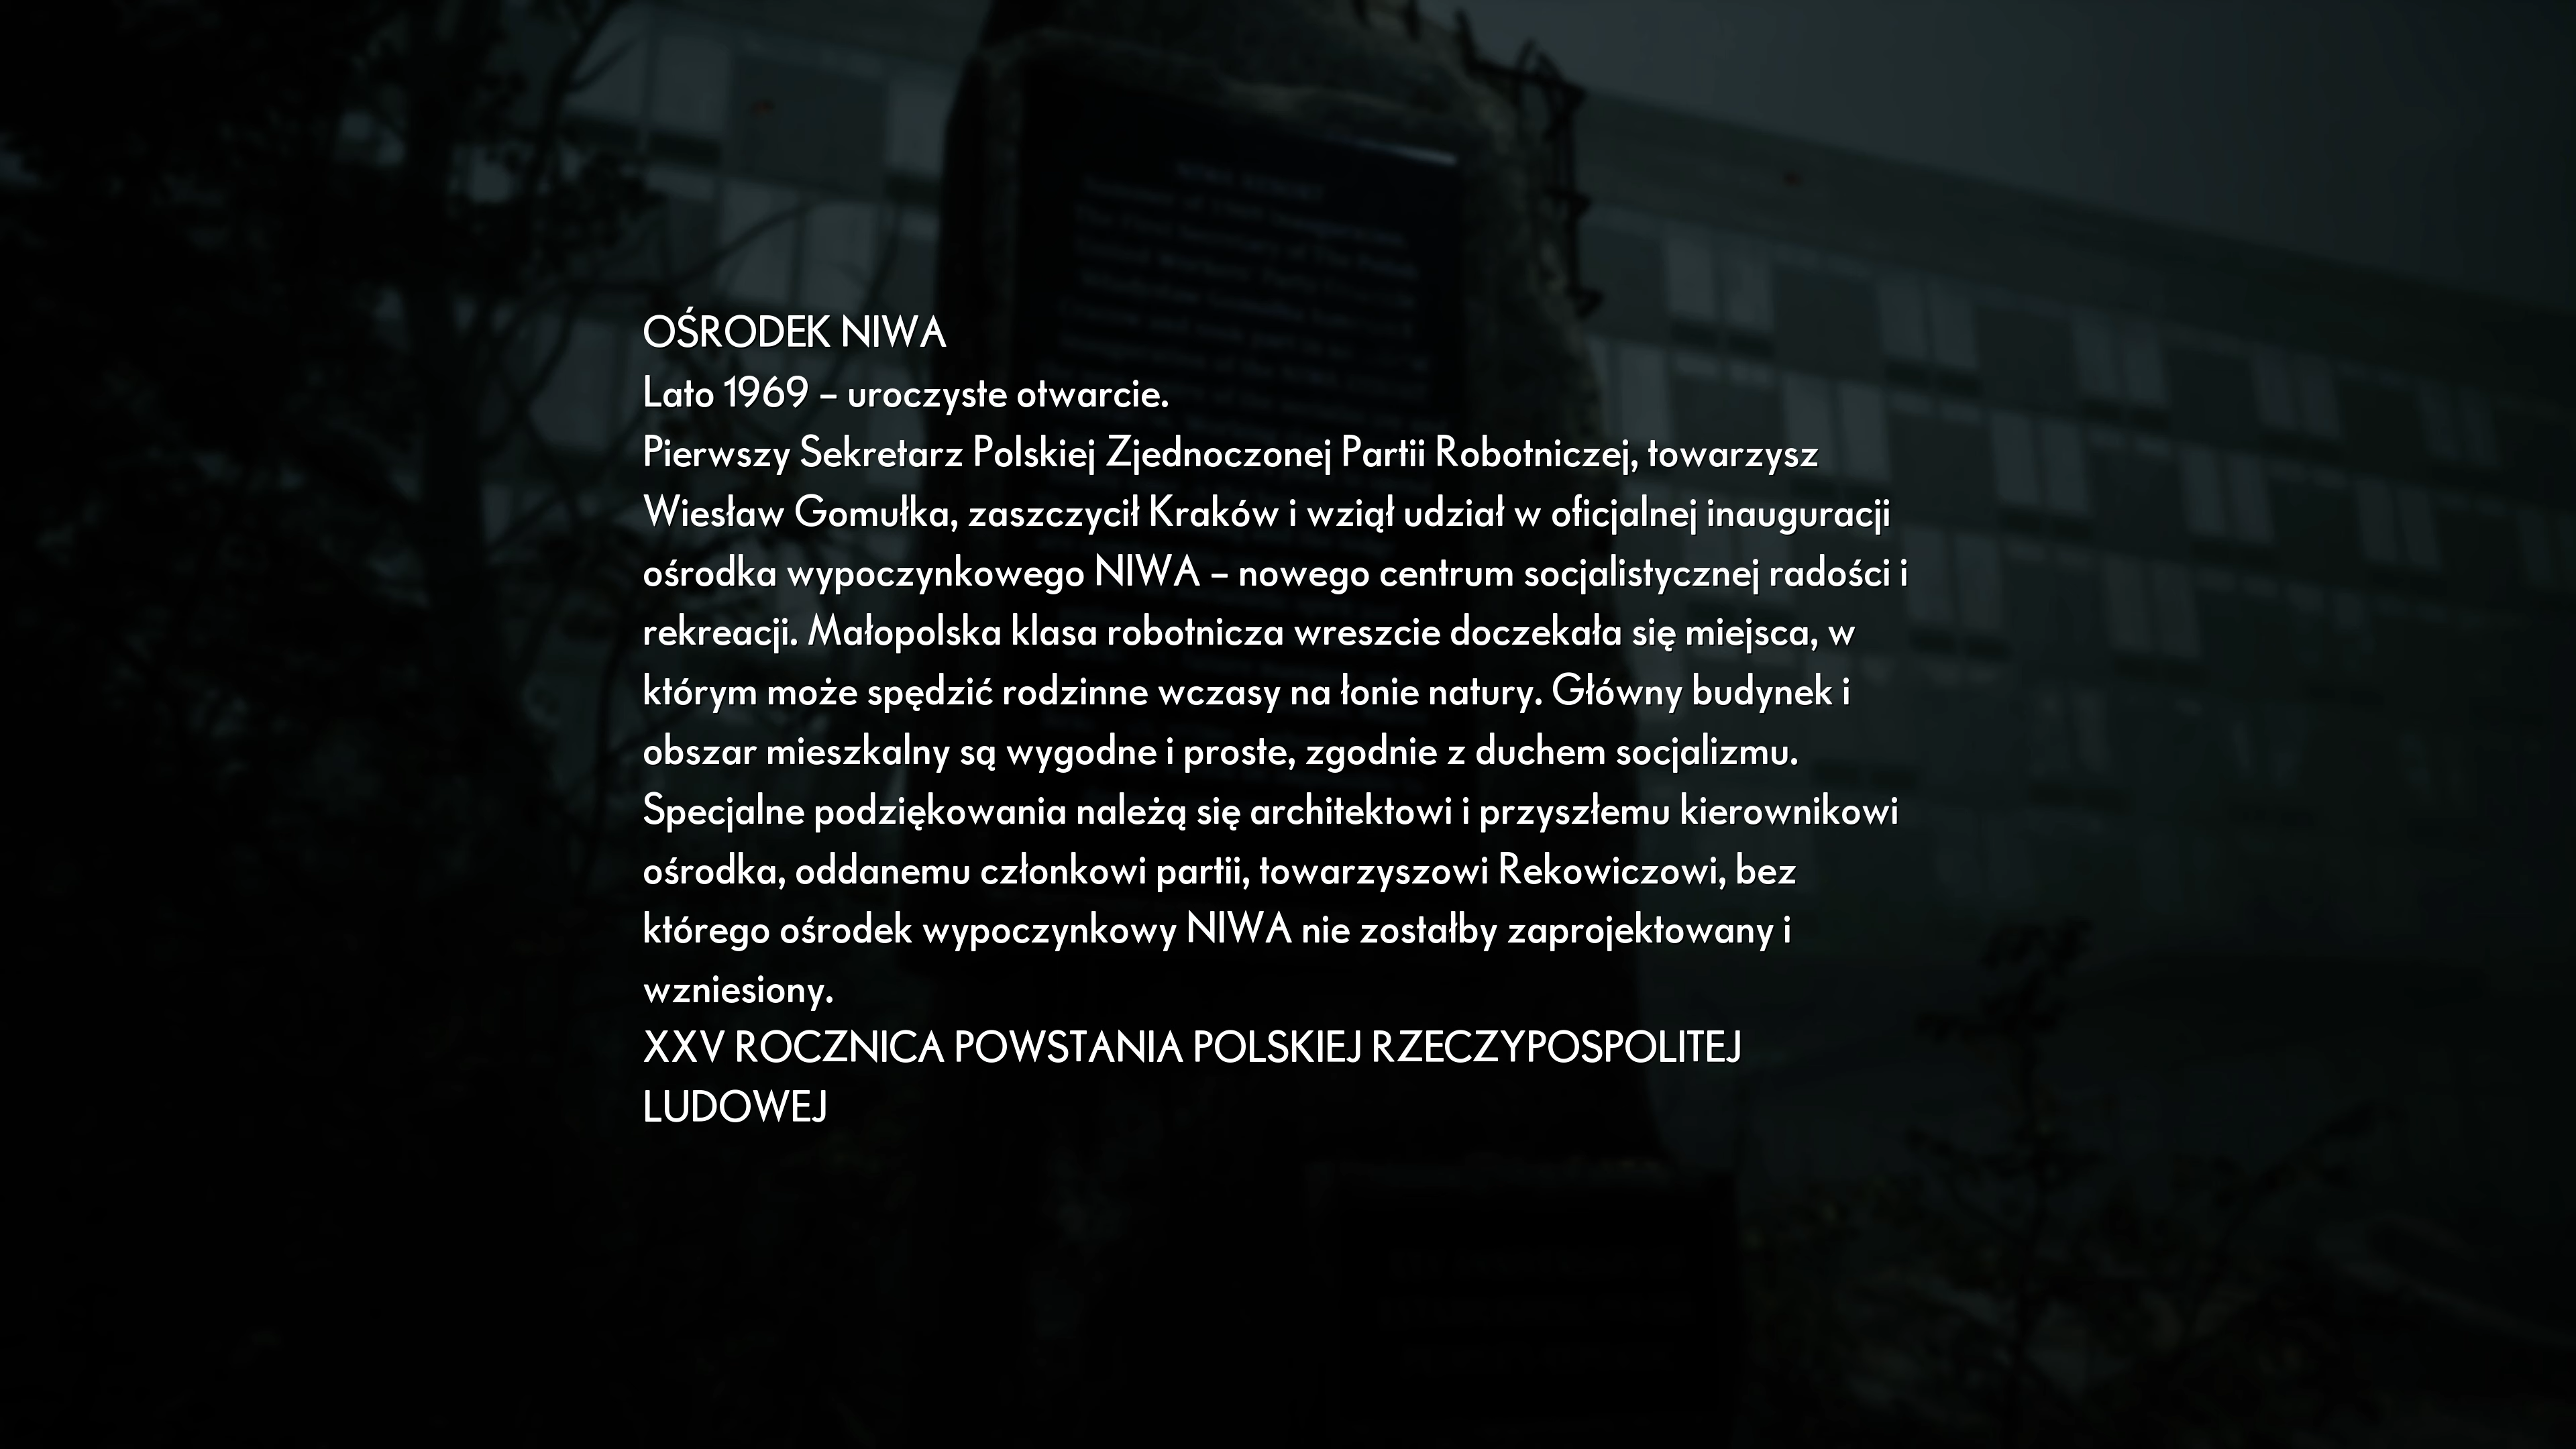 OŚRODEK NIWA
Lato 1969 – uroczyste otwarcie.
Pierwszy Sekretarz Polskiej Zjednoczonej Partii Robotniczej, towarzysz
Wiesław Gomułka, zaszczycił Kraków i wziął udział w oficjalnej inauguracji
ośrodka wypoczynkowego NIWA – nowego centrum socjalistycznej radości i
rekreacji. Małopolska klasa robotnicza wreszcie doczekała się miejsca, w
którym może spędzić rodzinne wczasy na łonie natury. Główny budynek i
obszar mieszkalny są wygodne i proste, zgodnie z duchem socjalizmu.
Specjalne podziękowania należą się architektowi i przyszłemu kierownikowi
ośrodka, oddanemu członkowi partii, towarzyszowi Rekowiczowi, bez
którego ośrodek wypoczynkowy NIWA nie zostałby zaprojektowany i
wzniesiony.
XXV ROCZNICA POWSTANIA POLSKIEJ RZECZYPOSPOLITEJ
LUDOWEJ